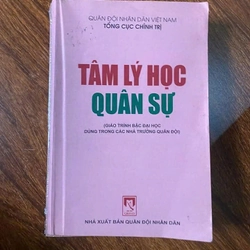 QUÂN ĐỘI NHÂN DÂN VIỆT NAM
TỔNG CỤC CHÍNH TRỊ
TÂM LÝ HỌC
QUÂN SỰ
(GIÁO TRÌNH BẬC ĐẠI HỌC
DÙNG TRONG CÁC NHÀ TRƯỜNG QUÂN ĐỘI)
NHÀ XUẤT BẢN QUÂN ĐỘI NHÂN DÂN